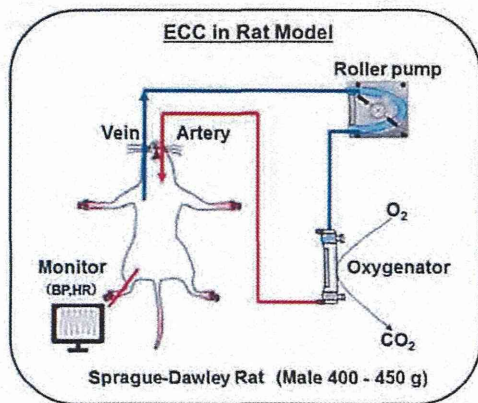 ECC in Rat Model
Roller pump
Vein Artery
O2
Oxygenator
Monitor
(BP,HR)
CO2
Sprague-Dawley Rat (Male 400 - 450 g)